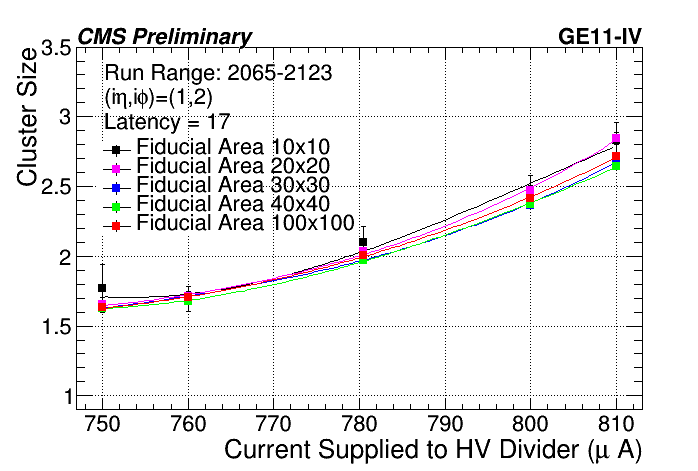 CMS Preliminary
GE11-IV
Cluster Size
3.5
3
2.5
2
1.5
1
Run Range: 2065-2123
(iη,iϕ)=(1,2)
Latency = 17
Fiducial Area 10x10
Fiducial Area 20x20
Fiducial Area 30x30
Fiducial Area 40x40
Fiducial Area 100x100
750 760 770 780 790 800 810
Current Supplied to HV Divider (μ A)